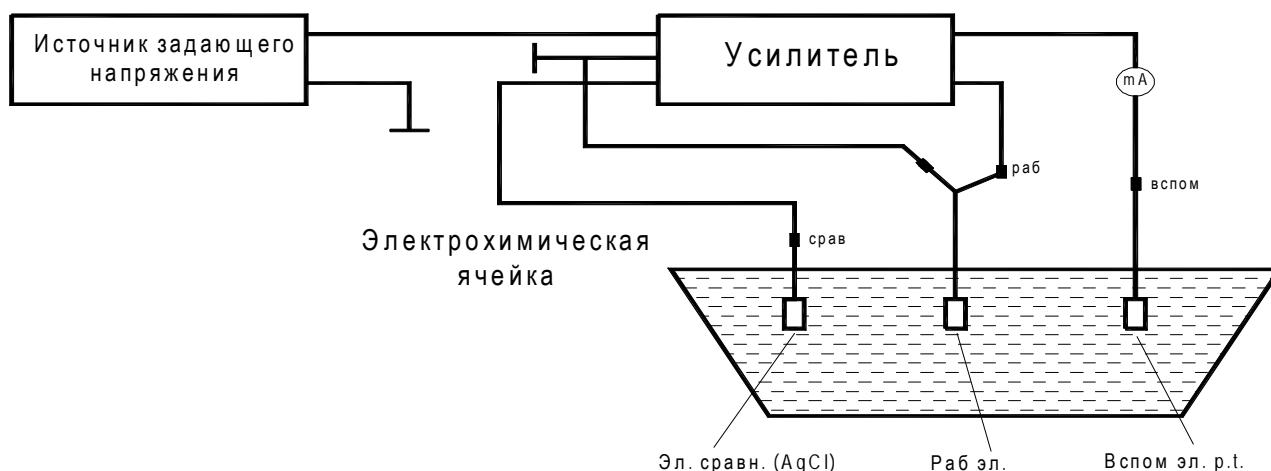 Источник задающего
напряжения
Усилитель
mA
раб
вспом
срав
Электрохимическая
ячейка
Эл. сравн. (AgCl)
Раб эл.
Вспом эл. p.t.